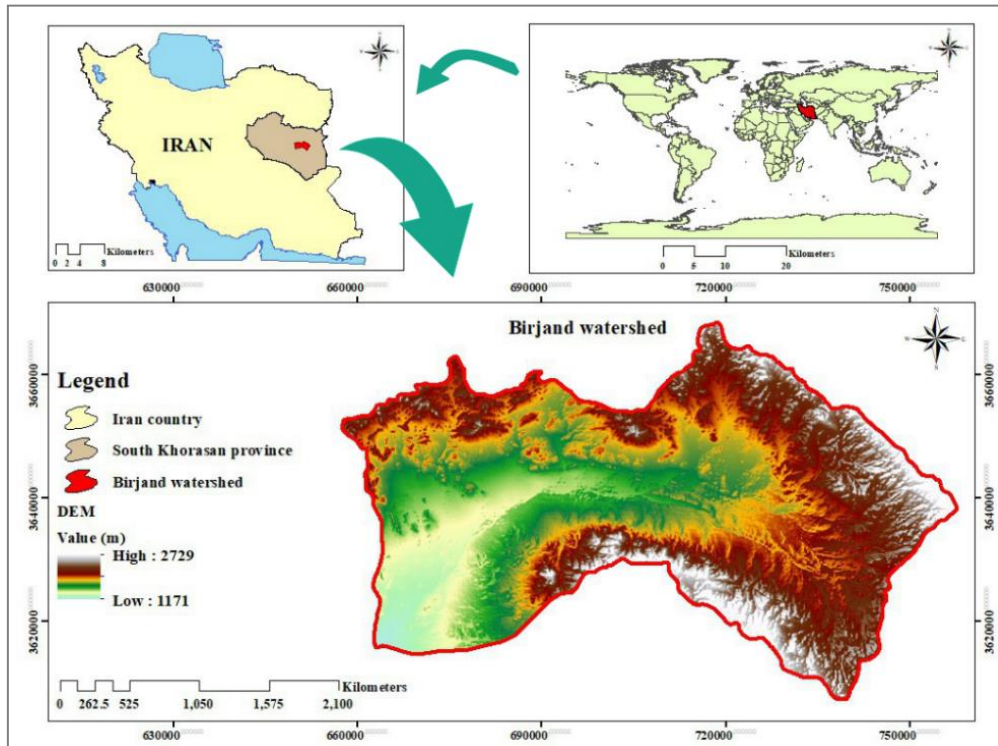 IRAN
Kilometers
0 2 4 8
Kilometers
0 5 10 20
630000 660000 690000 720000 750000
Birjand watershed
Legend
Iran country
South Khorasan province
Birjand watershed
DEM
Value (m)
High : 2729
Low : 1171
Kilometers
0 262.5 525 1,050 1,575 2,100
3660000
3640000
3620000
3660000
3640000
3620000
630000 660000 690000 720000 750000